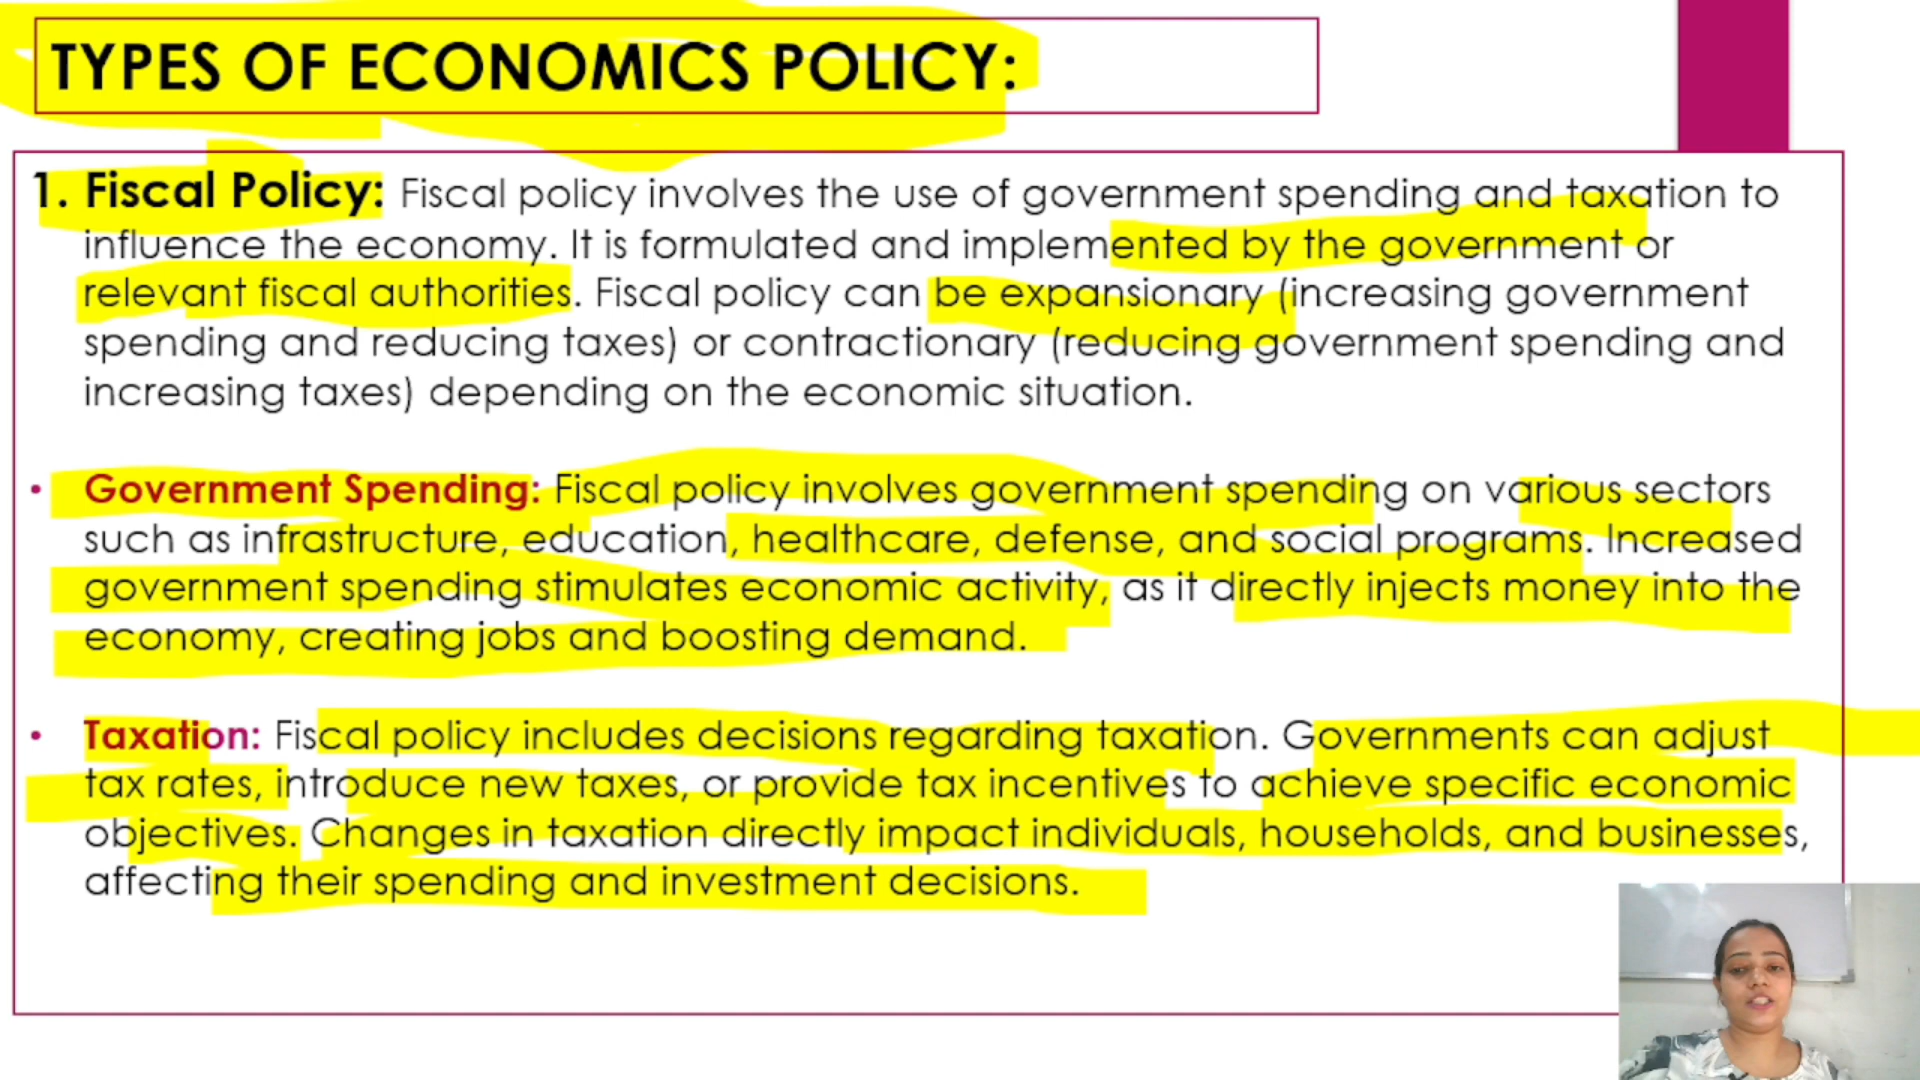 TYPES OF ECONOMICS POLICY:
1. Fiscal Policy: Fiscal policy involves the use of government spending and taxation to
influence the economy. It is formulated and implemented by the government or
relevant fiscal authorities. Fiscal policy can be expansionary (increasing government
spending and reducing taxes) or contractionary (reducing government spending and
increasing taxes) depending on the economic situation.
• Government Spending: Fiscal policy involves government spending on various sectors
such as infrastructure, education, healthcare, defense, and social programs. Increased
government spending stimulates economic activity, as it directly injects money into the
economy, creating jobs and boosting demand.
• Taxation: Fiscal policy includes decisions regarding taxation. Governments can adjust
tax rates, introduce new taxes, or provide tax incentives to achieve specific economic
objectives. Changes in taxation directly impact individuals, households, and businesses,
affecting their spending and investment decisions.